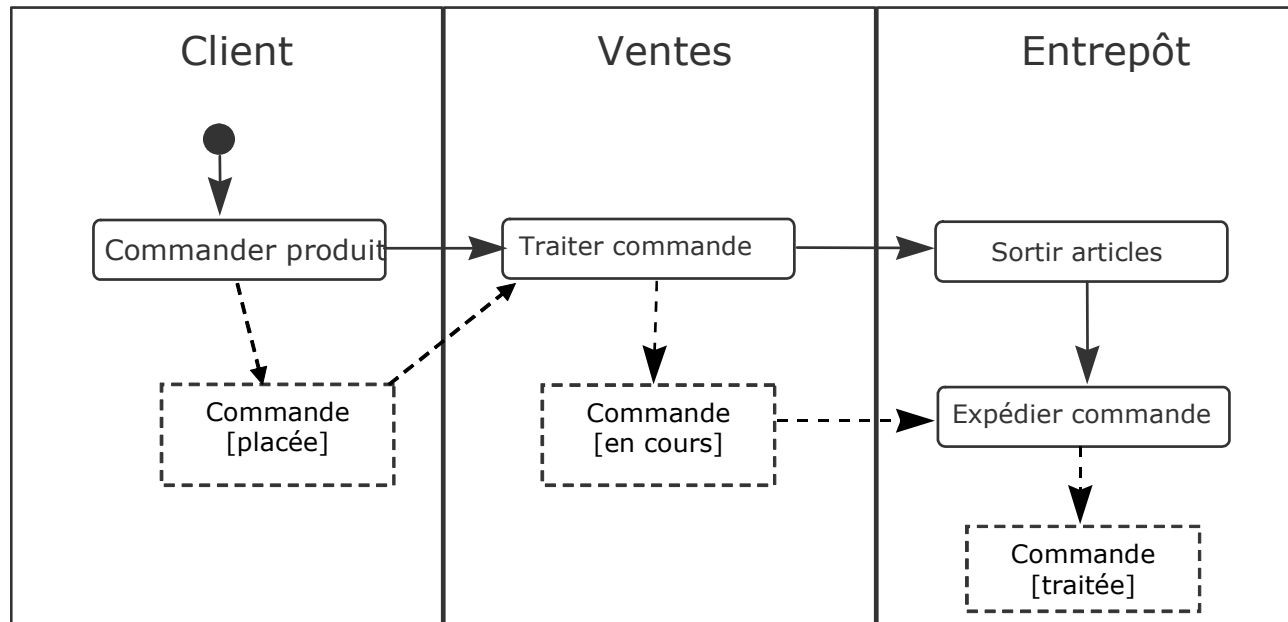 Client
Ventes
Entrepôt
Commander produit
Traiter commande
Sortir articles
Commande
[placée]
Commande
[en cours]
Expédier commande
Commande
[traitée]